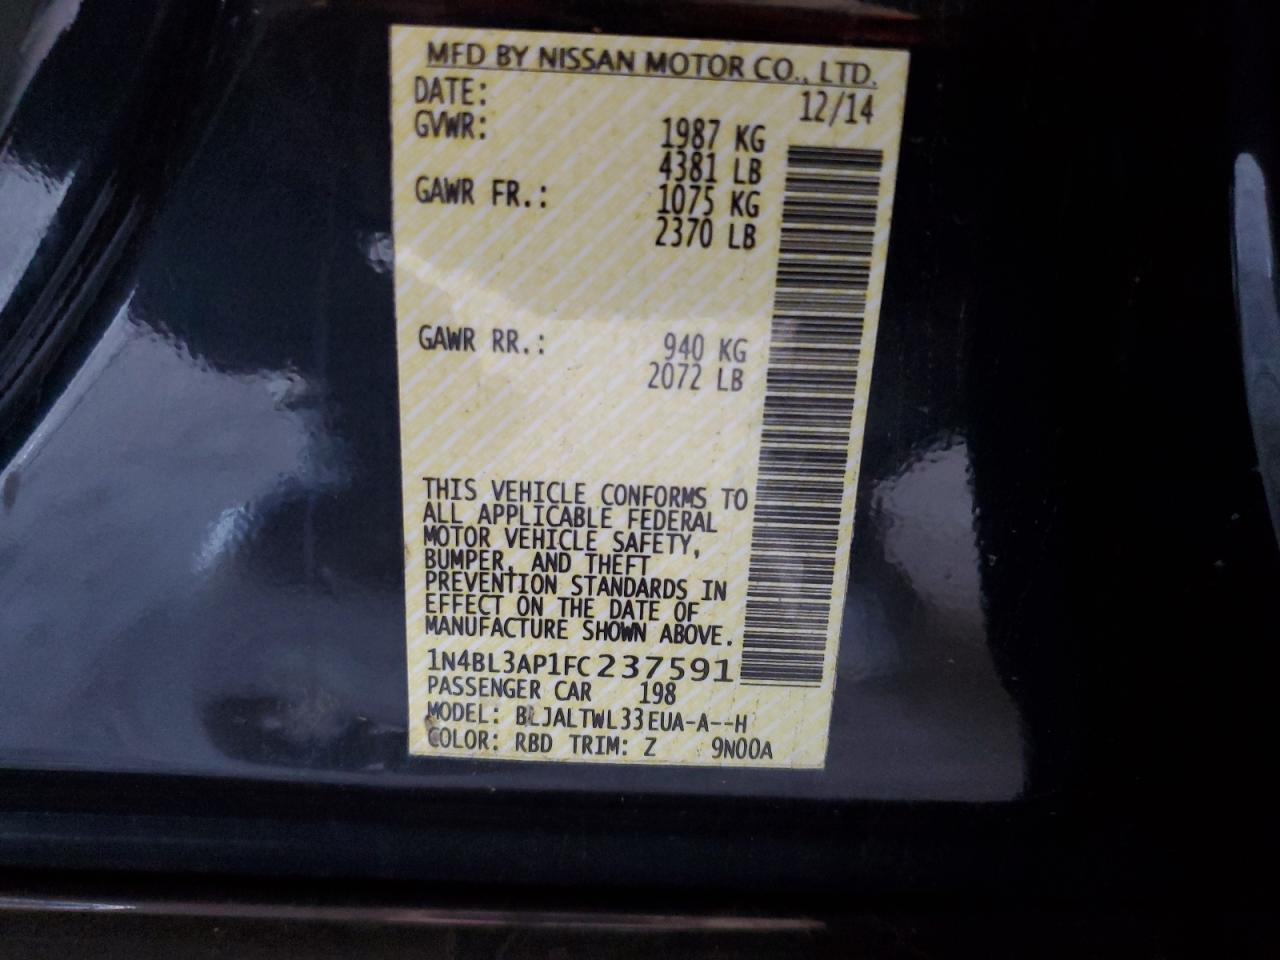 MFD BY NISSAN MOTOR CO., LTD.
DATE: 12/14
GVWR: 1987 KG
4381 LB
GAWR FR.: 1075 KG
2370 LB
GAWR RR.: 940 KG
2072 LB
THIS VEHICLE CONFORMS TO
ALL APPLICABLE FEDERAL
MOTOR VEHICLE SAFETY,
BUMPER, AND THEFT
PREVENTION STANDARDS IN
EFFECT ON THE DATE OF
MANUFACTURE SHOWN ABOVE.
1N4BL3AP1FC237591
PASSENGER CAR 198
MODEL: BLJALTWL33EUA-A--H
COLOR: RBD TRIM: Z 9N00A